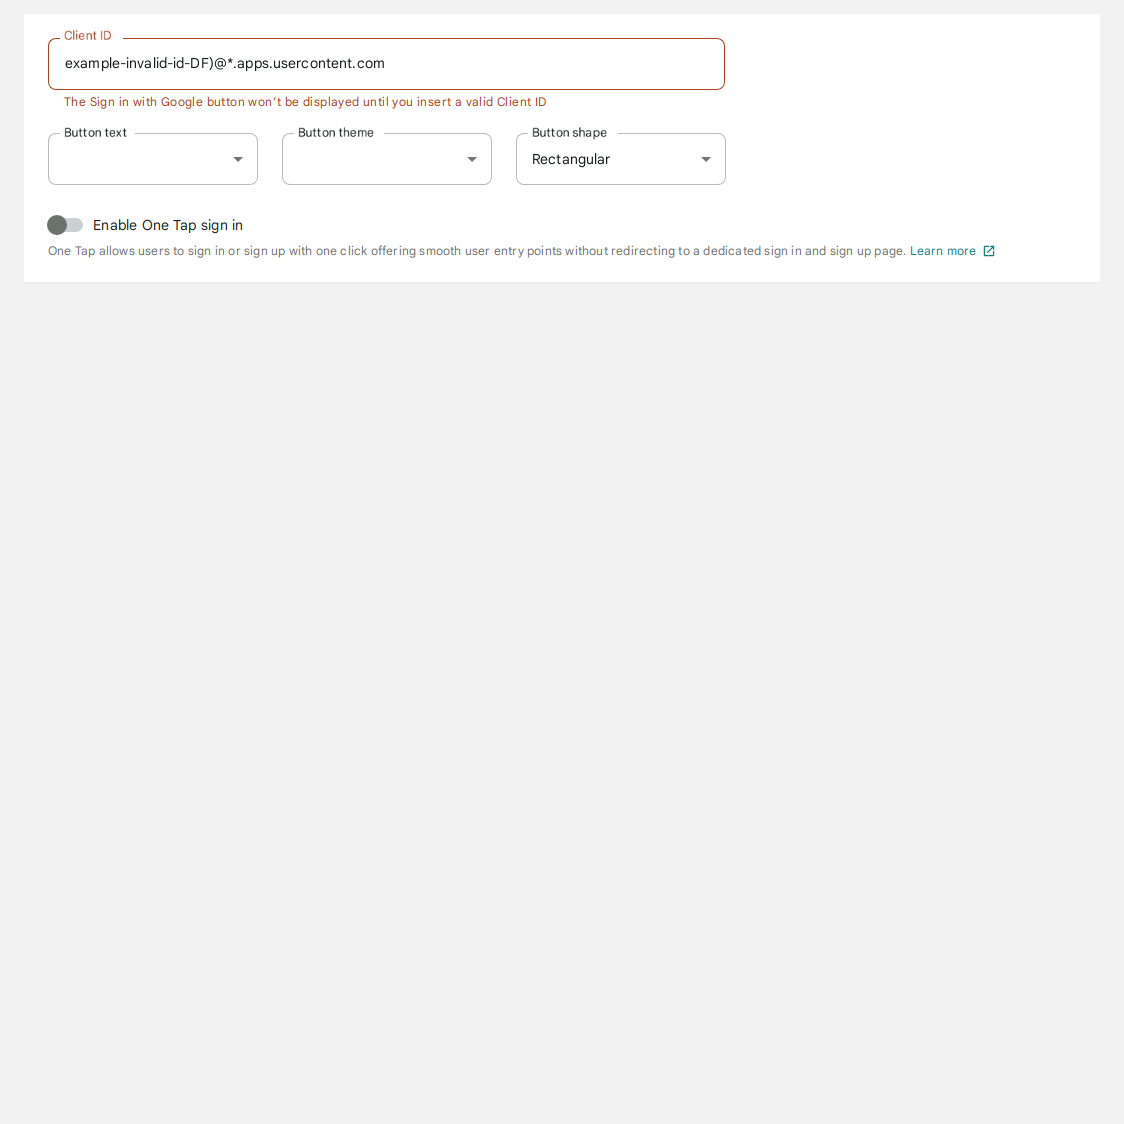 Client ID
example-invalid-id-DF)@*.apps.usercontent.com
The Sign in with Google button won’t be displayed until you insert a valid Client ID
Button text
Button theme
Button shape
Rectangular
Enable One Tap sign in
One Tap allows users to sign in or sign up with one click offering smooth user entry points without redirecting to a dedicated sign in and sign up page. Learn more